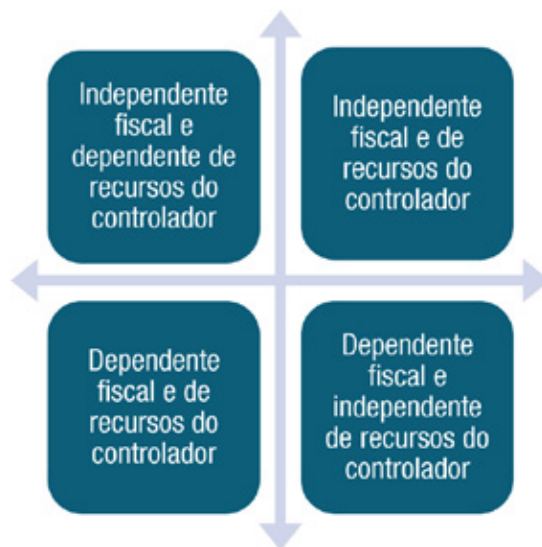 Independente
fiscal e
dependente de
recursos do
controlador
Independente
fiscal e de
recursos do
controlador
Dependente
fiscal e de
recursos do
controlador
Dependente
fiscal e
independente
de recursos do
controlador